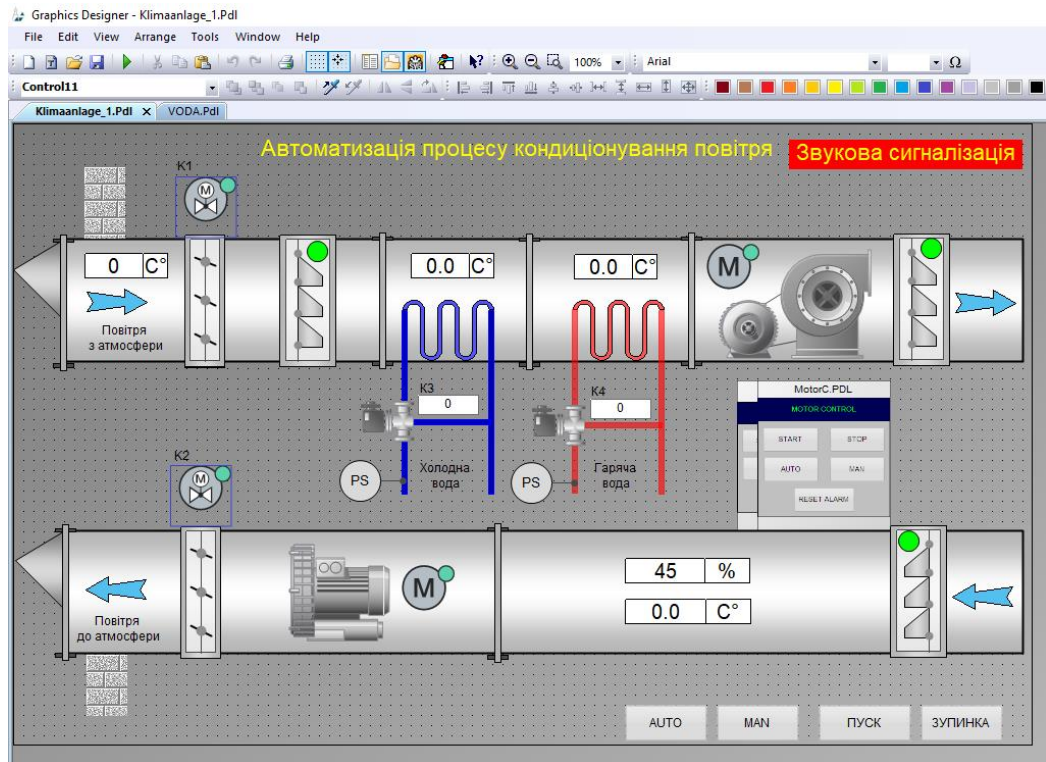 Graphics Designer - Klimaanlage_1.Pdl
File Edit View Arrange Tools Window Help
100% Arial Ω
Control11
Klimaanlage_1.Pdl X VODA.Pdl
Автоматизація процесу кондиціонування повітря
Звукова сигналізація
K1
M
0 C°
0.0 C°
0.0 C°
M
Повітря
з атмосфери
K3
0
K4
0
MotorC.PDL
MOTOR CONTROL
START STOP
AUTO MAN
RESET ALARM
K2
M
PS
Холодна
вода
PS
Гаряча
вода
45 %
0.0 C°
M
Повітря
до атмосфери
AUTO MAN ПУСК ЗУПИНКА